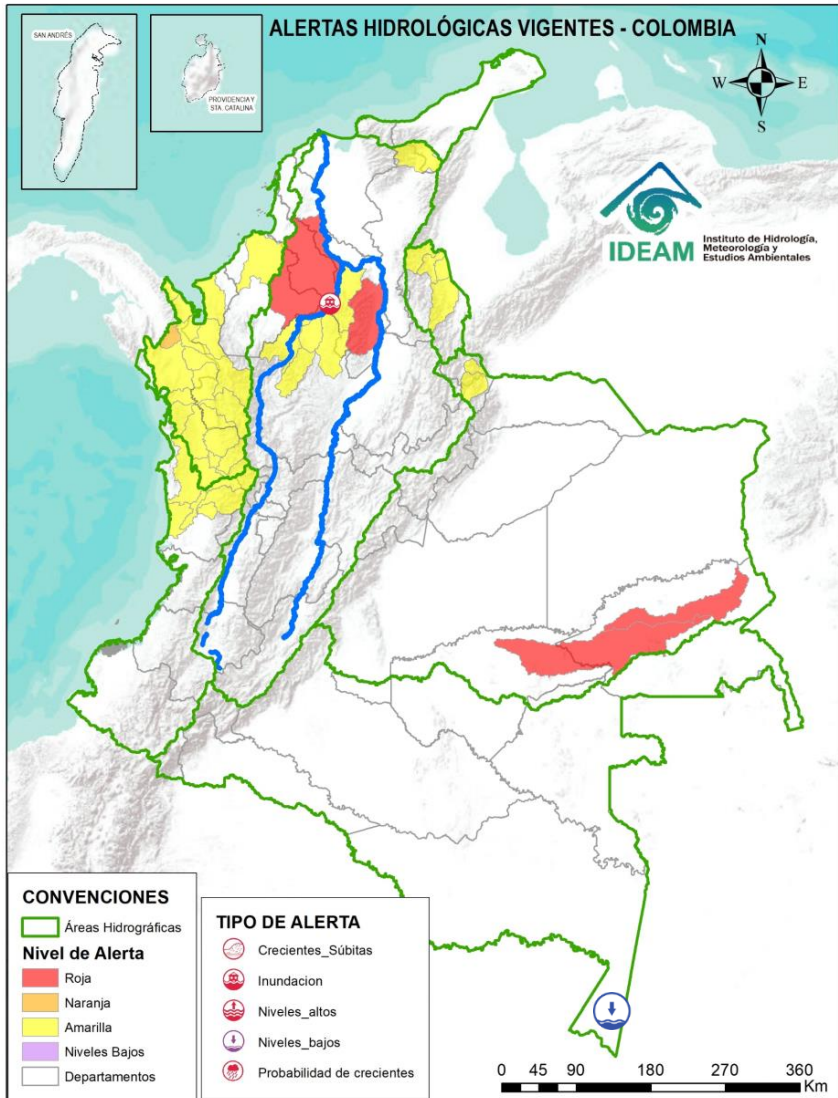 ALERTAS HIDROLÓGICAS VIGENTES - COLOMBIA
SAN ANDRÉS
PROVIDENCIA Y
STA. CATALINA
N
W
E
S
IDEAM
Instituto de Hidrología,
Meteorología y
Estudios Ambientales
CONVENCIONES
Áreas Hidrográficas
Nivel de Alerta
Roja
Naranja
Amarilla
Niveles Bajos
Departamentos
TIPO DE ALERTA
Crecientes_Súbitas
Inundacion
Niveles_altos
Niveles_bajos
Probabilidad de crecientes
0 45 90 180 270 360
Km